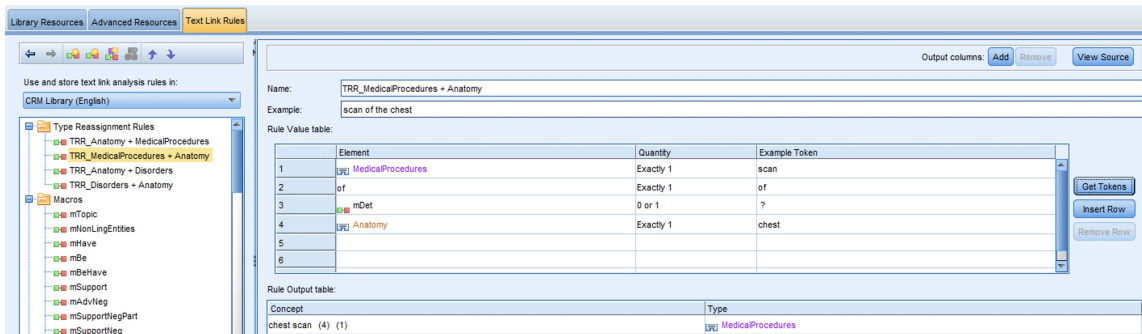 Library Resources Advanced Resources Text Link Rules
Output columns: Add Remove View Source
Use and store text link analysis rules in:
CRM Library (English)
Type Reassignment Rules
TRR_Anatomy + MedicalProcedures
TRR_MedicalProcedures + Anatomy
TRR_Anatomy + Disorders
TRR_Disorders + Anatomy
Macros
mTopic
mNonLingEntities
mHave
mBe
mBeHave
mSupport
mAdvNeg
mSupportNegPart
mSupportNeg
Name: TRR_MedicalProcedures + Anatomy
Example: scan of the chest
Rule Value table:
Element Quantity Example Token
1 MedicalProcedures Exactly 1 scan
2 of Exactly 1 of
3 mDet 0 or 1 ?
4 Anatomy Exactly 1 chest
5
6
Get Tokens
Insert Row
Remove Row
Rule Output table:
Concept Type
chest scan (4) (1) MedicalProcedures